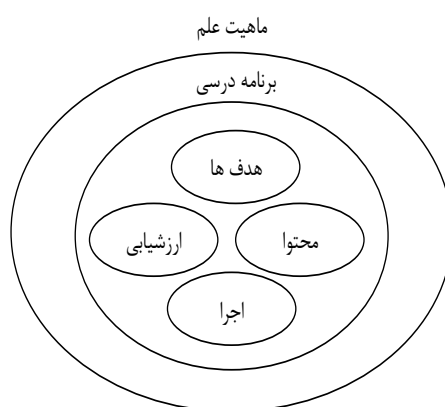 ماهیت علم
برنامه درسی
هدف ها
محتوا
ارزشیابی
اجرا